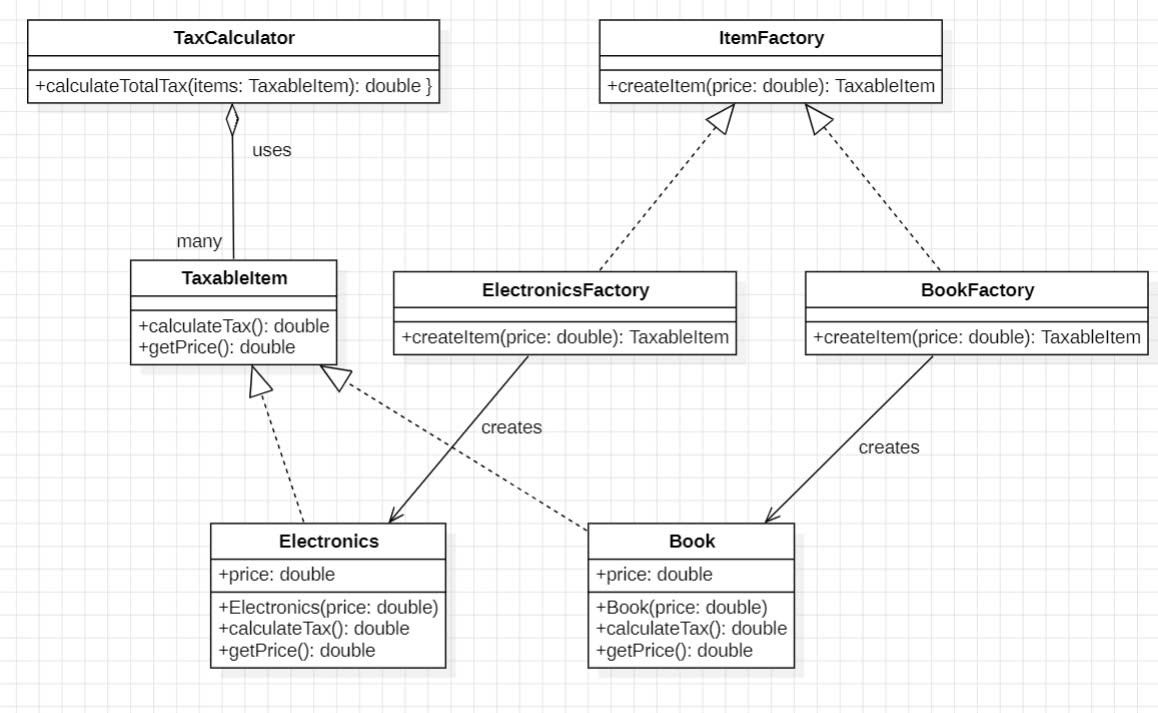 TaxCalculator
+calculateTotalTax(items: TaxableItem): double }
ItemFactory
+createItem(price: double): TaxableItem
uses
many
TaxableItem
+calculateTax(): double
+getPrice(): double
ElectronicsFactory
+createItem(price: double): TaxableItem
BookFactory
+createItem(price: double): TaxableItem
creates
creates
Electronics
+price: double
+Electronics(price: double)
+calculateTax(): double
+getPrice(): double
Book
+price: double
+Book(price: double)
+calculateTax(): double
+getPrice(): double